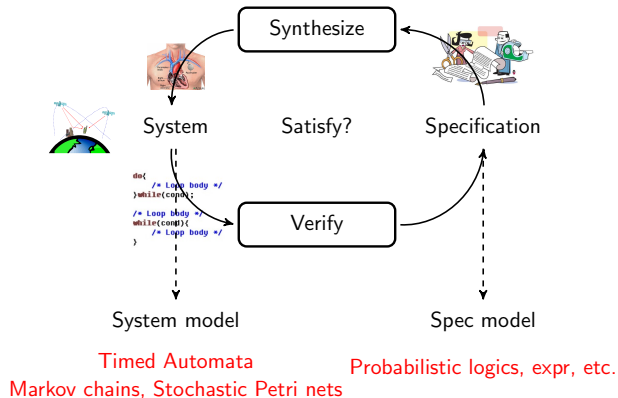 Synthesize
System
Satisfy?
Specification
do{
/* Loop body */
}while(cond);
/* Loop body */
while(cond){
/* Loop body */
}
Verify
System model
Spec model
Timed Automata
Probabilistic logics, expr, etc.
Markov chains, Stochastic Petri nets